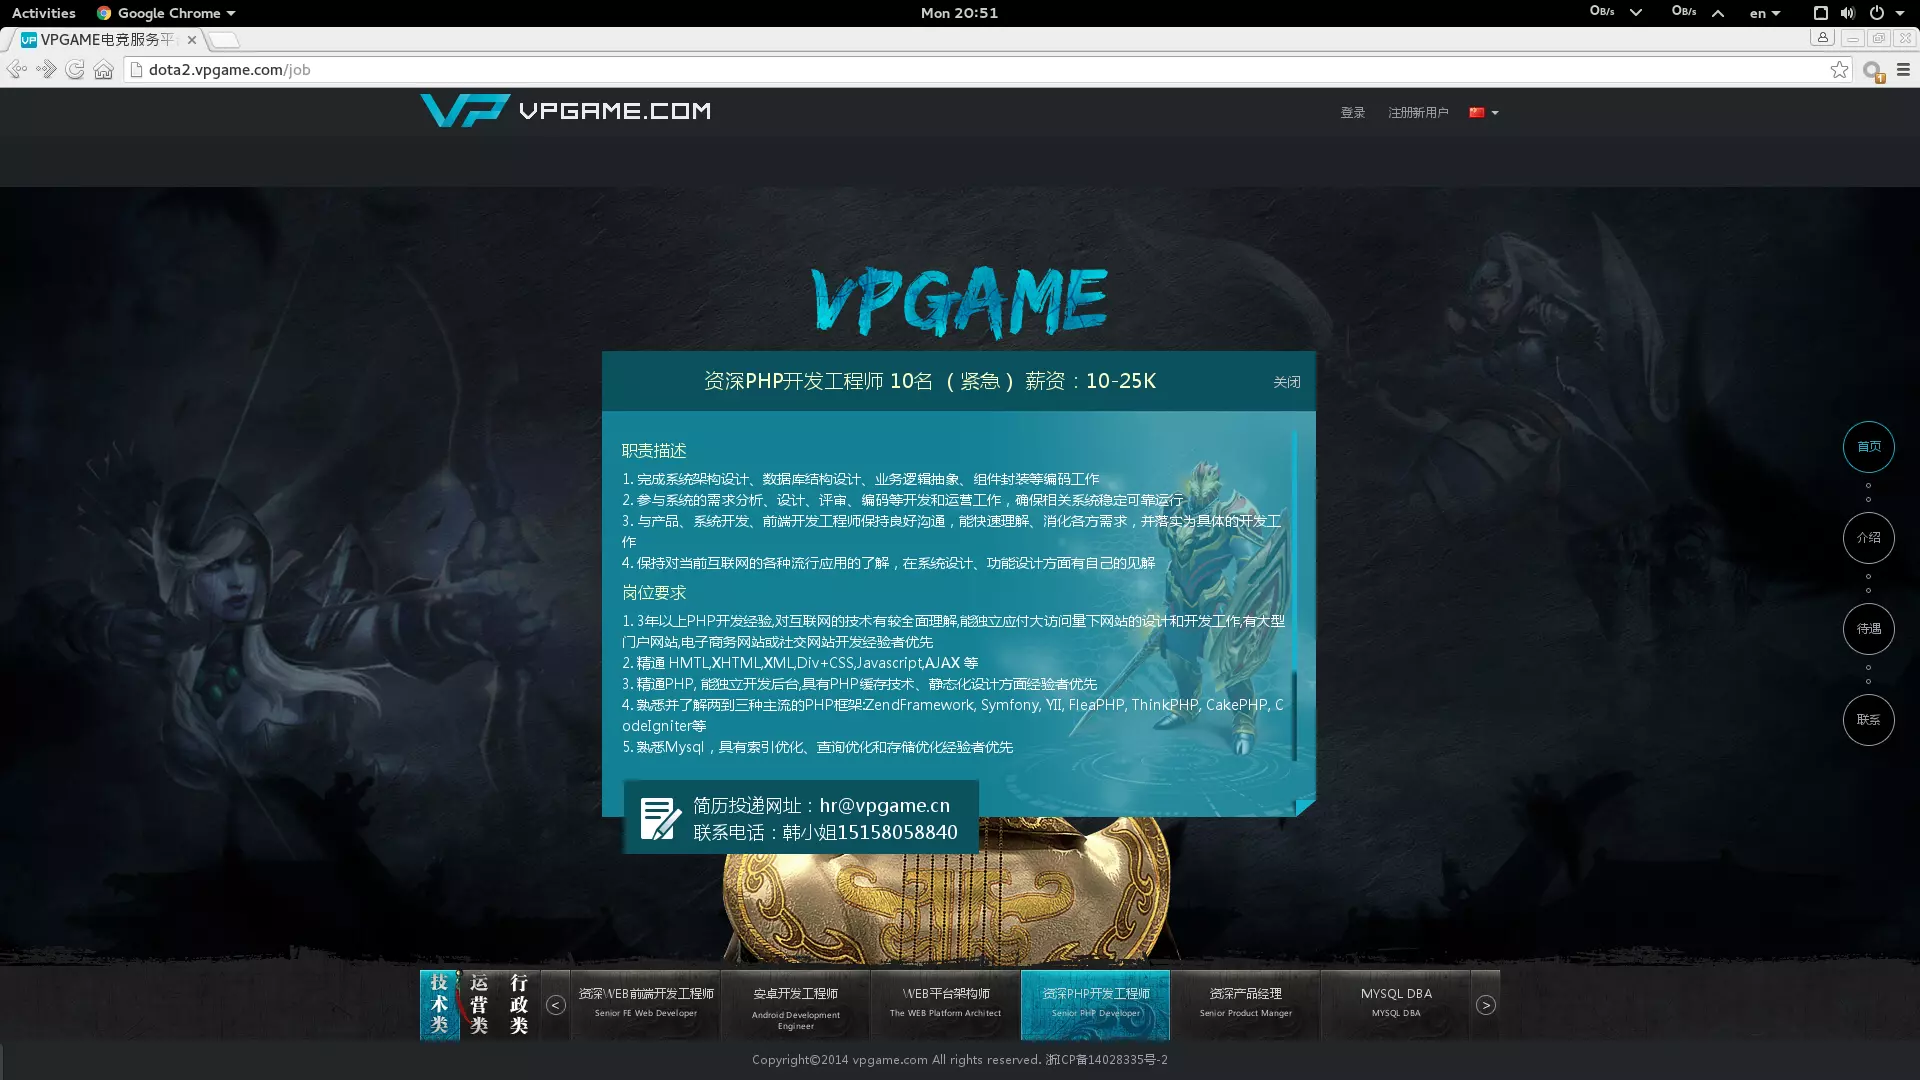 Activities
Google Chrome
Mon 20:51
0B/s
0B/s
en
VPGAME电竞服务平
dota2.vpgame.com/job
VP VPGAME.COM
登录
注册新用户
VPGAME
资深PHP开发工程师 10名 （紧急）薪资：10-25K
关闭
职责描述
1. 完成系统架构设计、数据库结构设计、业务逻辑抽象、组件封装等编码工作
2. 参与系统的需求分析、设计、评审、编码等开发和运营工作，确保相关系统稳定可靠运行
3. 与产品、系统开发、前端开发工程师保持良好沟通，能快速理解、消化各方需求，并落实为具体的开发工
作
4. 保持对当前互联网的各种流行应用的了解，在系统设计、功能设计方面有自己的见解
岗位要求
1. 3年以上PHP开发经验,对互联网的技术有较全面理解,能独立应付大访问量下网站的设计和开发工作,有大型
门户网站,电子商务网站或社交网站开发经验者优先
2. 精通 HMTL,XHTML,XML,Div+CSS,Javascript,AJAX 等
3. 精通PHP, 能独立开发后台,具有PHP缓存技术、静态化设计方面经验者优先
4. 熟悉并了解两到三种主流的PHP框架:ZendFramework, Symfony, YII, FleaPHP, ThinkPHP, CakePHP, C
odeIgniter等
5. 熟悉Mysql，具有索引优化、查询优化和存储优化经验者优先
简历投递网址：hr@vpgame.cn
联系电话：韩小姐15158058840
首页
介绍
待遇
联系
技术类
运营类
行政类
<
资深WEB前端开发工程师
Senior FE Web Developer
安卓开发工程师
Android Development
Engineer
WEB平台架构师
The WEB Platform Architect
资深PHP开发工程师
Senior PHP Developer
资深产品经理
Senior Product Manger
MYSQL DBA
MYSQL DBA
>
Copyright©2014 vpgame.com All rights reserved. 浙ICP备14028335号-2